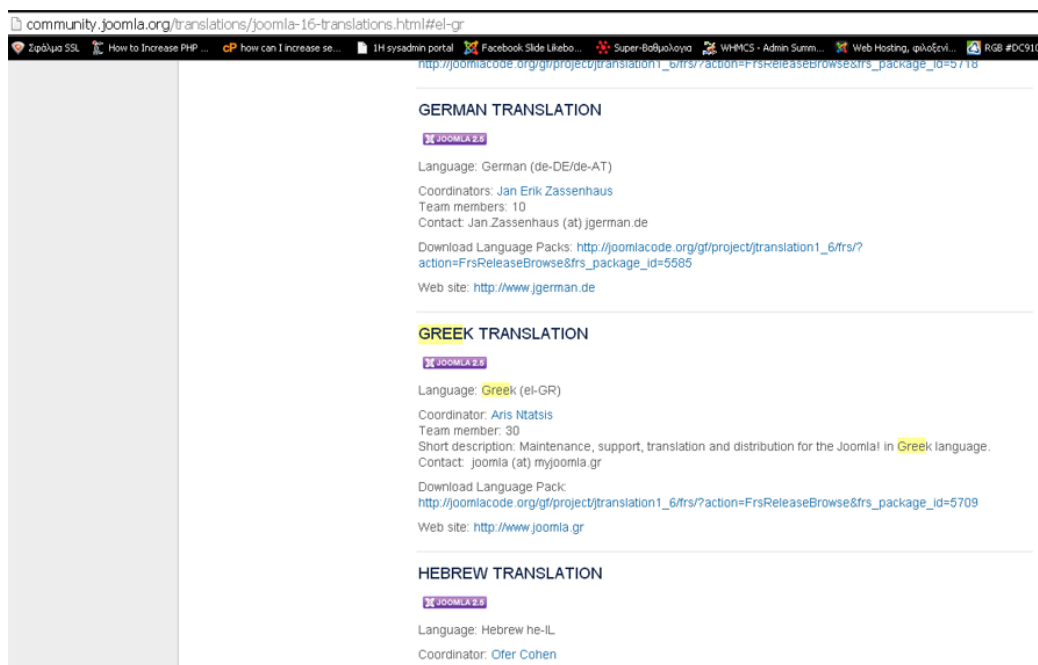 community.joomla.org/translations/joomla-16-translations.html#el-gr
Σφάλμα SSL How to Increase PHP ... cP how can I increase se... 1H sysadmin portal Facebook Slide Likebo... Super-Βαθμολογια WHMCS - Admin Summ... Web Hosting, φιλοξενί... RGB #DC910
http://joomlacode.org/gf/project/jtranslation1_6/frs/?action=FrsReleaseBrowse&frs_package_id=5718
GERMAN TRANSLATION
JOOMLA 2.5
Language: German (de-DE/de-AT)
Coordinators: Jan Erik Zassenhaus
Team members: 10
Contact: Jan.Zassenhaus (at) jgerman.de
Download Language Packs: http://joomlacode.org/gf/project/jtranslation1_6/frs/?
action=FrsReleaseBrowse&frs_package_id=5585
Web site: http://www.jgerman.de
GREEK TRANSLATION
JOOMLA 2.5
Language: Greek (el-GR)
Coordinator: Aris Ntatsis
Team member: 30
Short description: Maintenance, support, translation and distribution for the Joomla! in Greek language.
Contact: joomla (at) myjoomla.gr
Download Language Pack:
http://joomlacode.org/gf/project/jtranslation1_6/frs/?action=FrsReleaseBrowse&frs_package_id=5709
Web site: http://www.joomla.gr
HEBREW TRANSLATION
JOOMLA 2.5
Language: Hebrew he-IL
Coordinator: Ofer Cohen